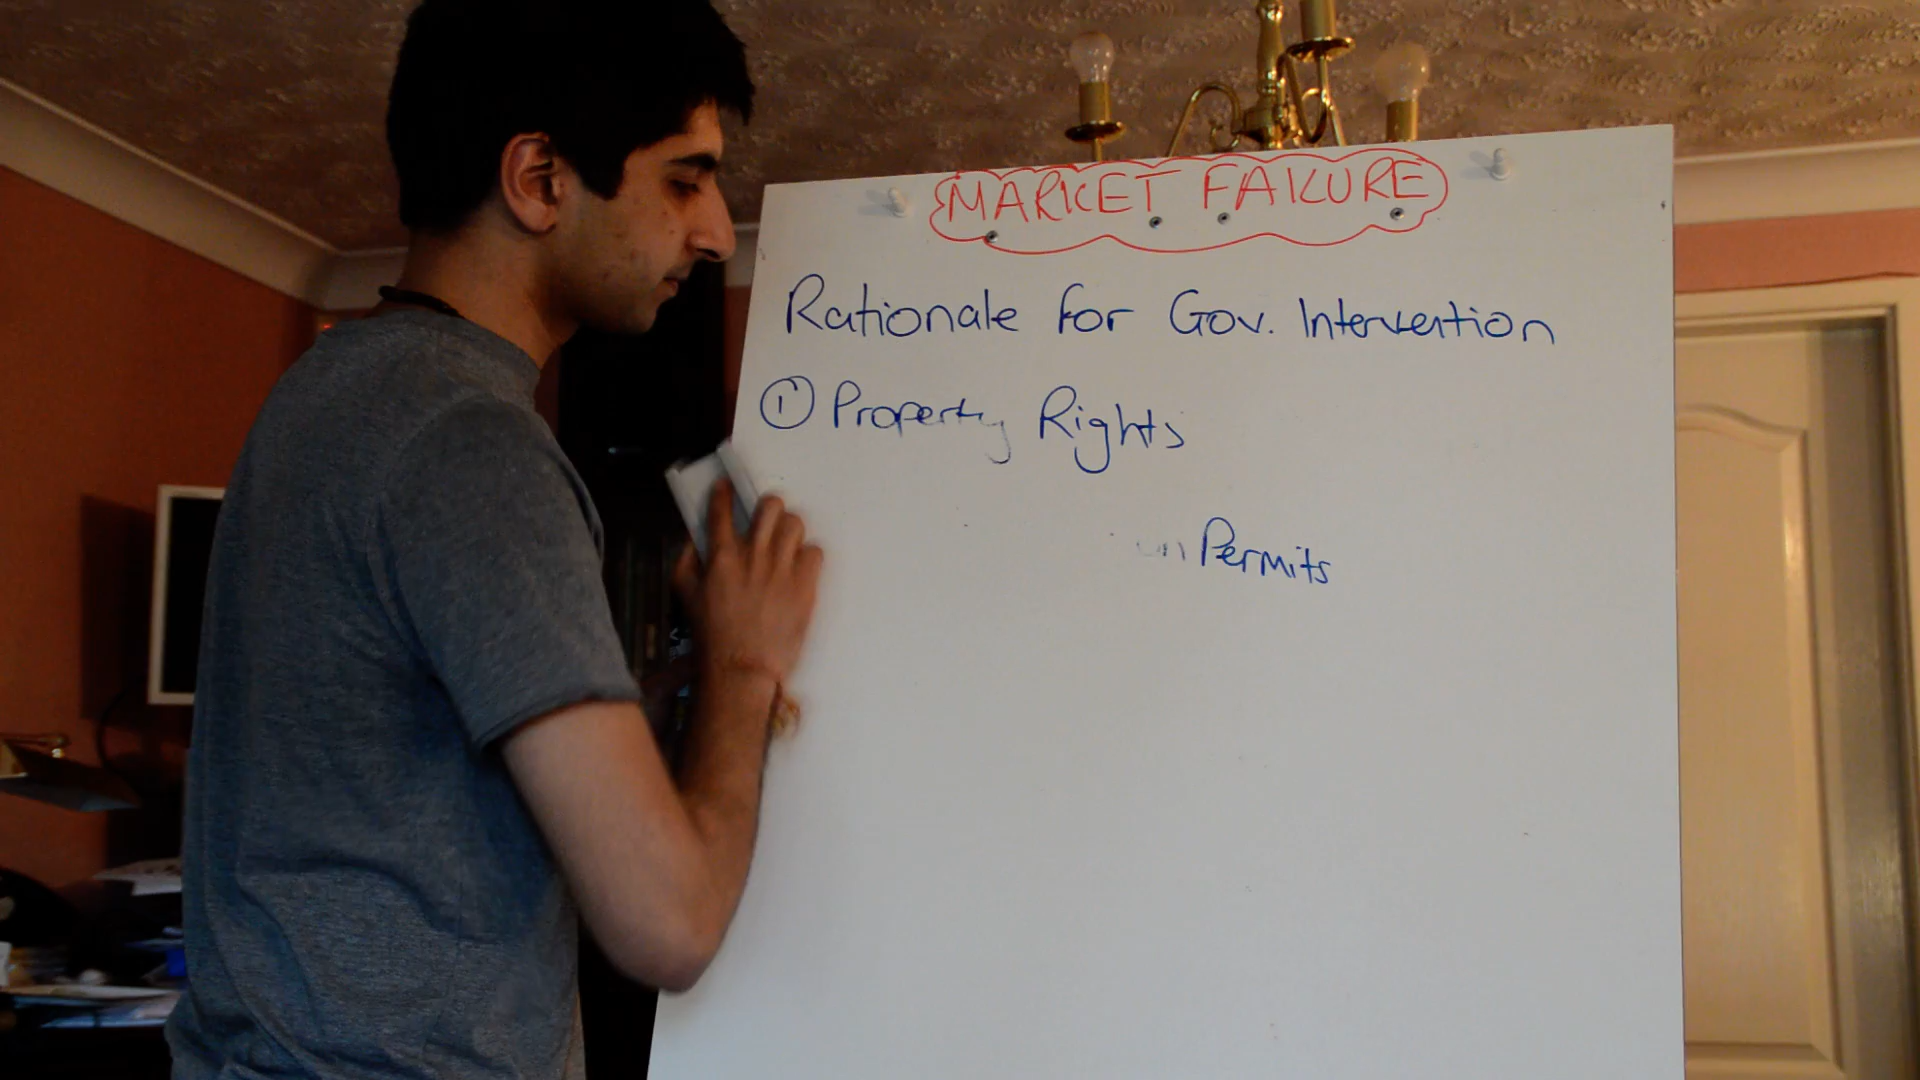 MARKET FAILURE
Rationale for Gov. Intervention
1 Property Rights
Permits